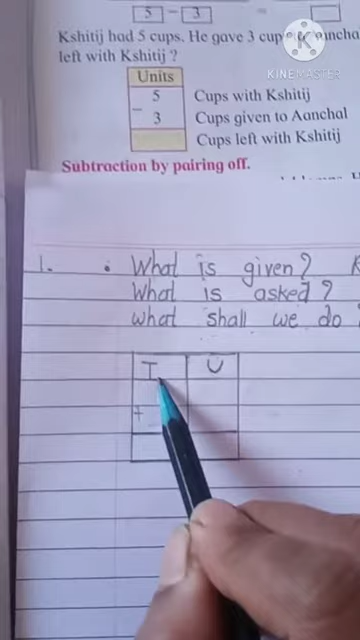 5 − 3 =
Kshitij had 5 cups. He gave 3 cup
left with Kshitij ?
Units
5 Cups with Kshitij
− 3 Cups given to Aanchal
Cups left with Kshitij
Subtraction by pairing off.
1. • What is given?
What is asked?
what shall we do
T U
+
KINEMASTER